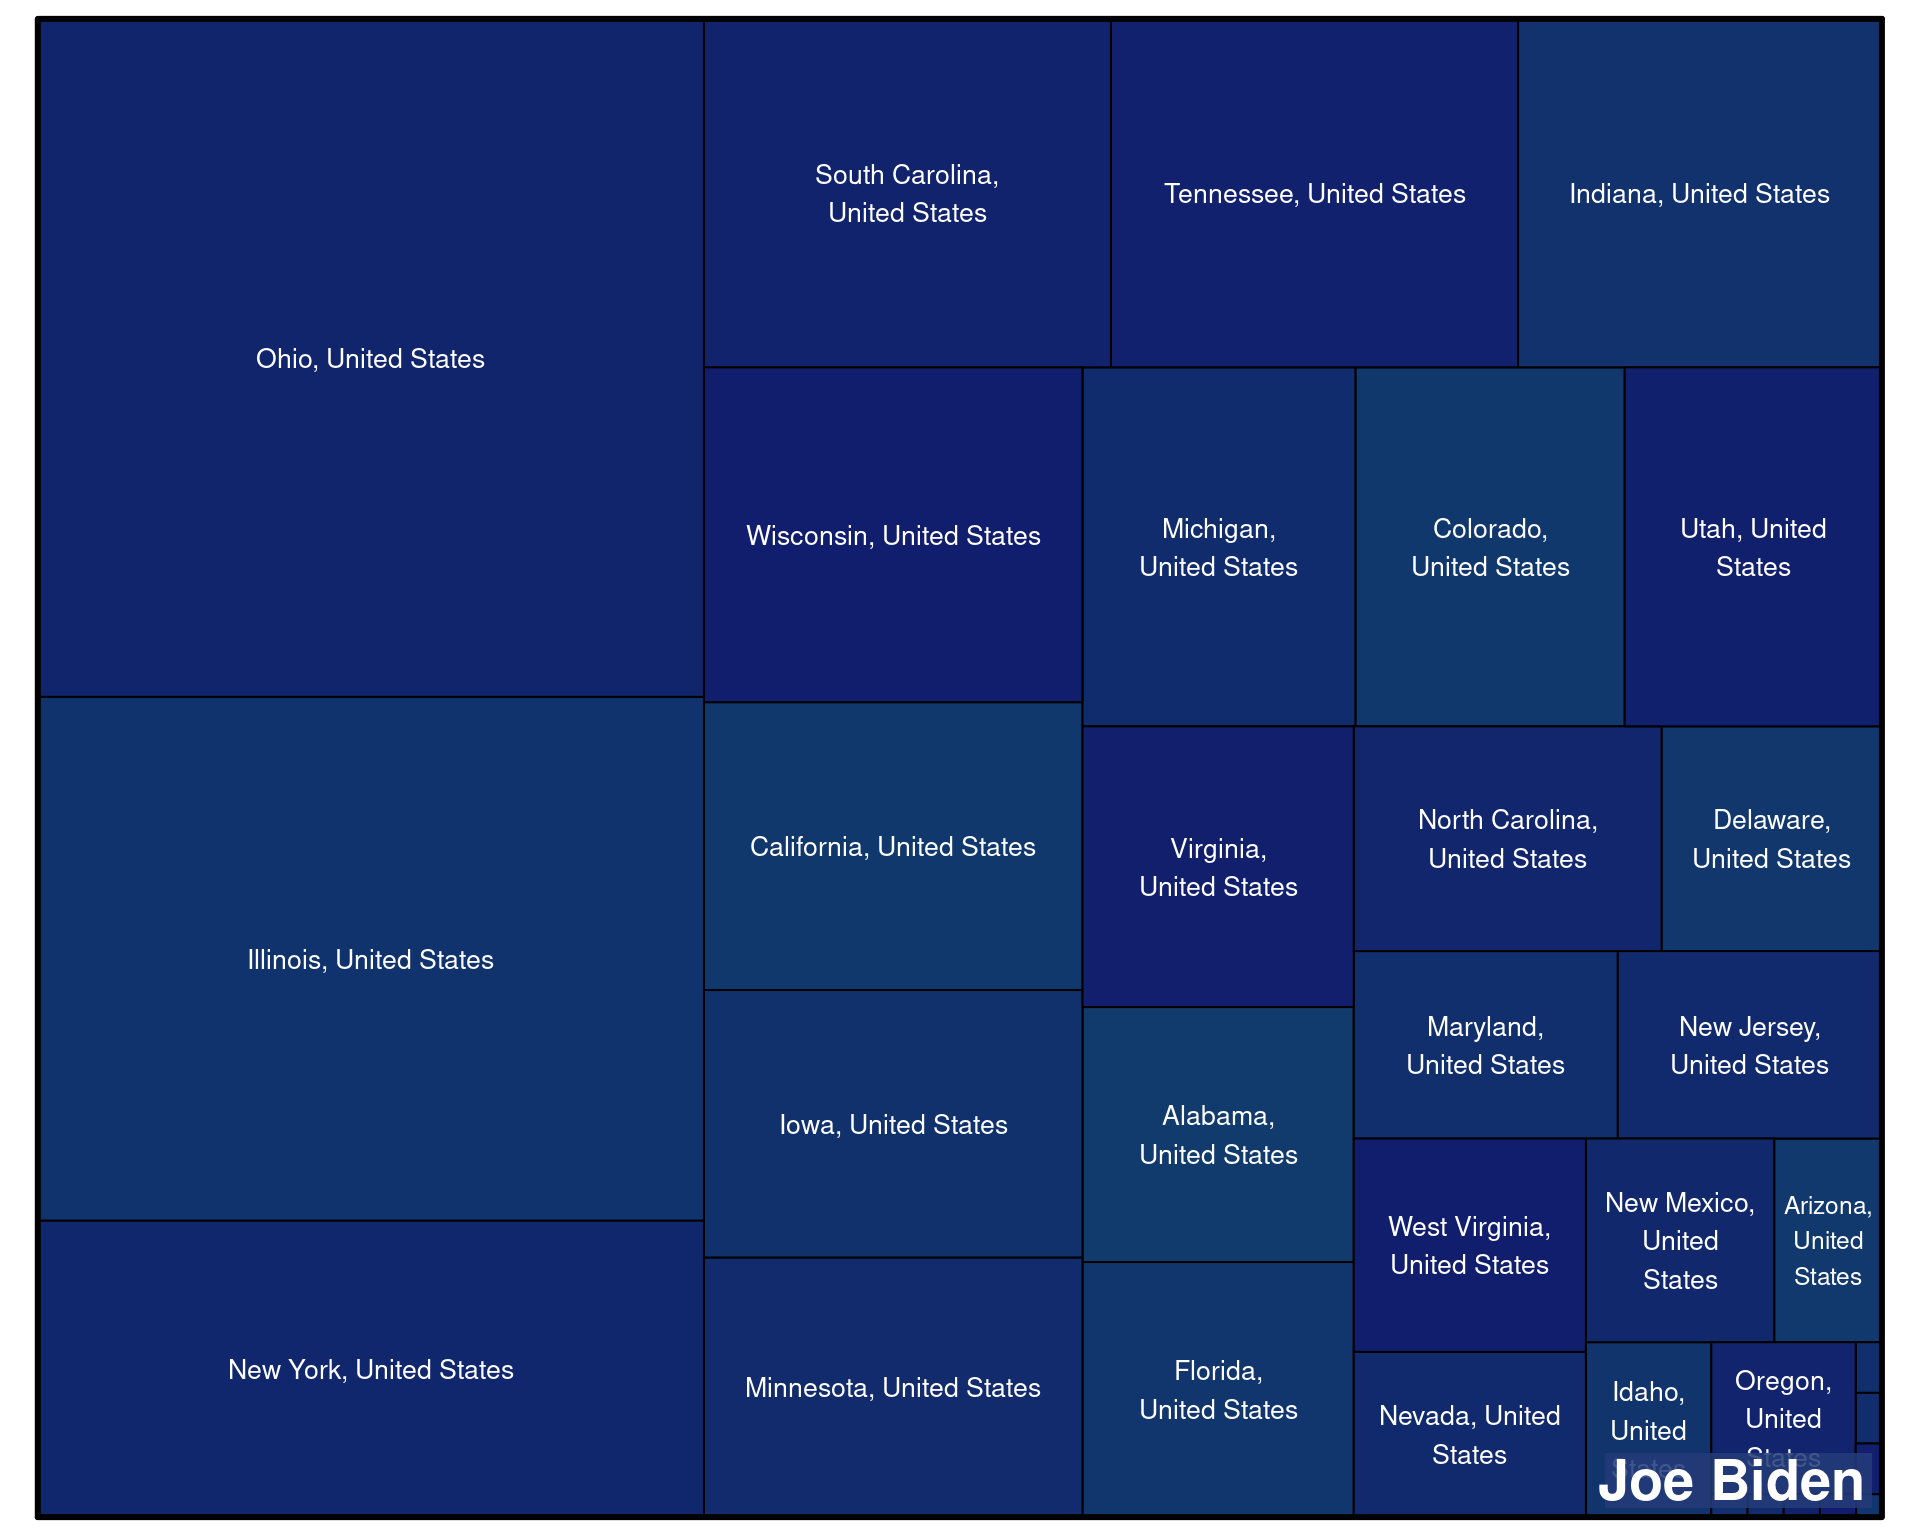 Ohio, United States
South Carolina,
United States
Tennessee, United States
Indiana, United States
Wisconsin, United States
Michigan,
United States
Colorado,
United States
Utah, United
States
Illinois, United States
California, United States
Virginia,
United States
North Carolina,
United States
Delaware,
United States
Iowa, United States
Alabama,
United States
Maryland,
United States
New Jersey,
United States
West Virginia,
United States
New Mexico,
United
States
Arizona,
United
States
New York, United States
Minnesota, United States
Florida,
United States
Nevada, United
States
Idaho,
United
States
Oregon,
United
States
Joe Biden